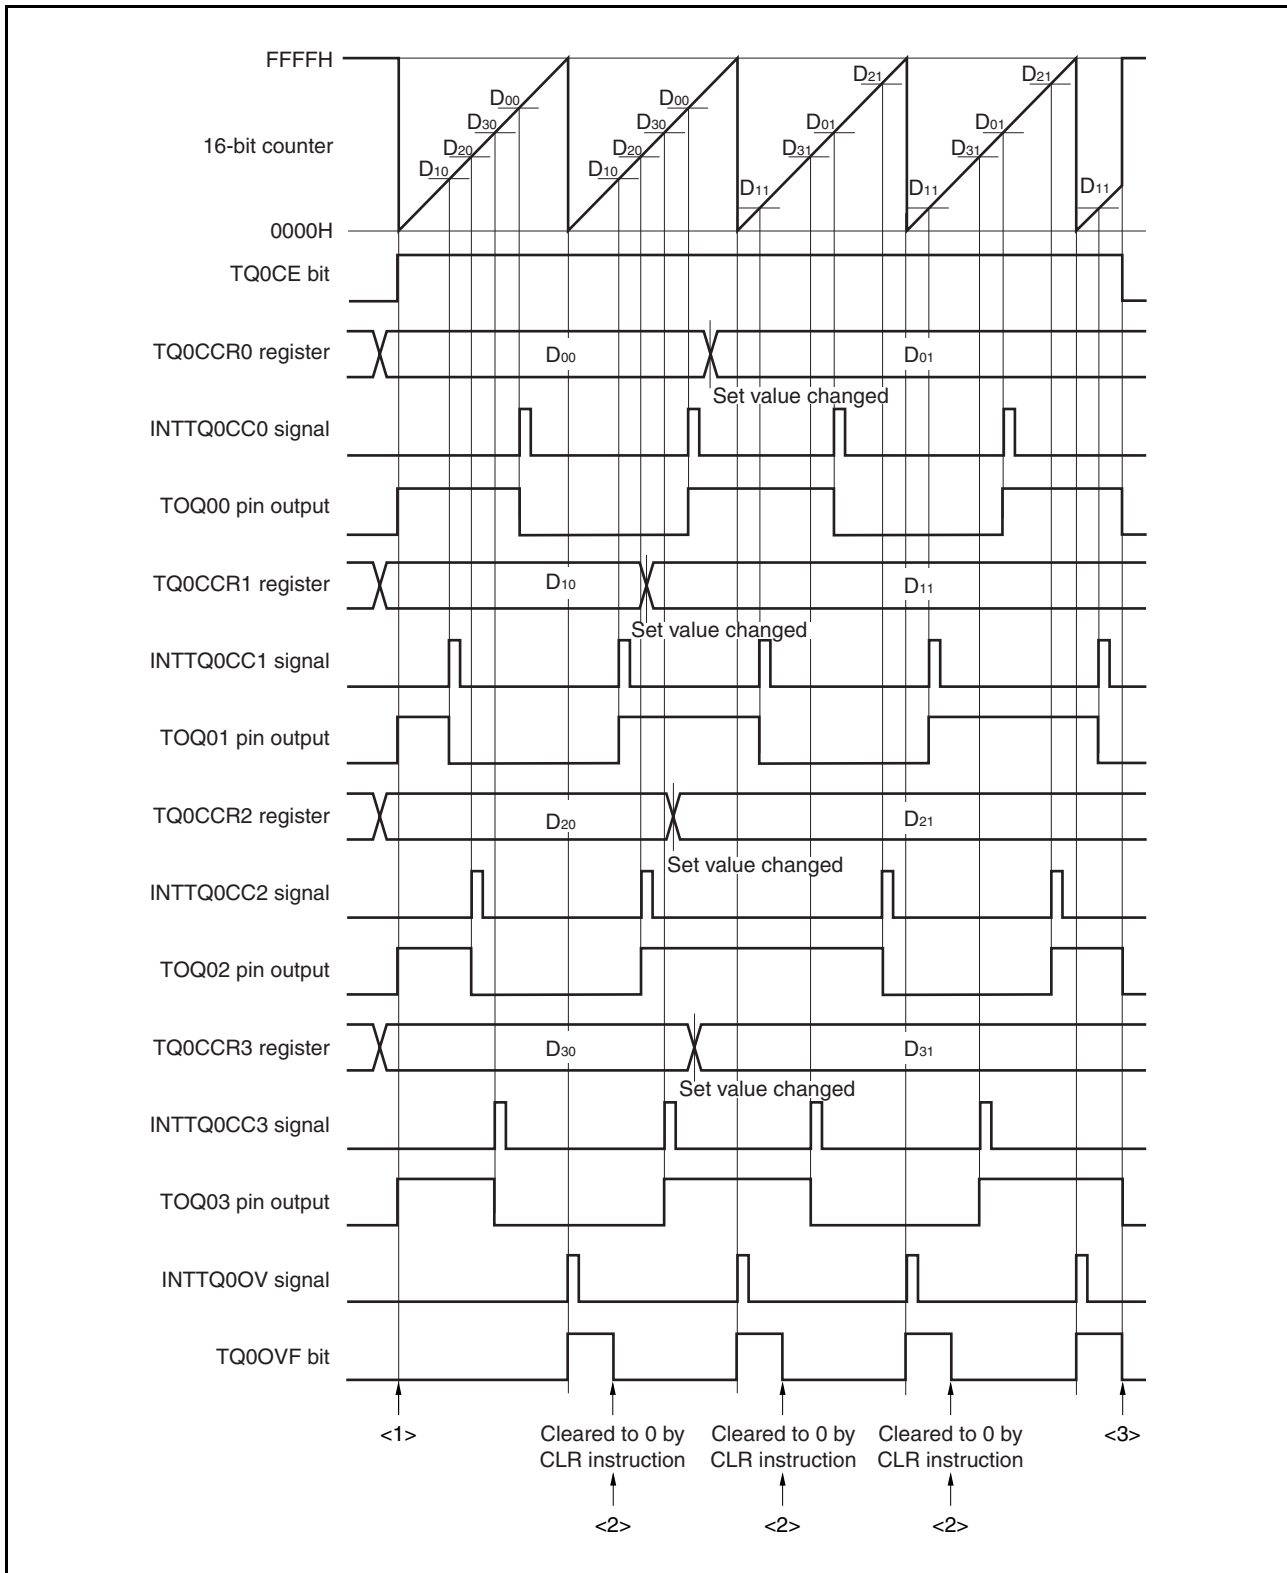 FFFFH
D21
D21
D00
D00
D30
D30
D01
D01
16-bit counter
D20
D20
D31
D31
D10
D10
D11
D11
D11
0000H
TQ0CE bit
TQ0CCR0 register
D00
D01
Set value changed
INTTQ0CC0 signal
TOQ00 pin output
TQ0CCR1 register
D10
D11
Set value changed
INTTQ0CC1 signal
TOQ01 pin output
TQ0CCR2 register
D20
D21
Set value changed
INTTQ0CC2 signal
TOQ02 pin output
TQ0CCR3 register
D30
D31
Set value changed
INTTQ0CC3 signal
TOQ03 pin output
INTTQ0OV signal
TQ0OVF bit
<1>
Cleared to 0 by
CLR instruction
Cleared to 0 by
CLR instruction
Cleared to 0 by
CLR instruction
<3>
<2>
<2>
<2>